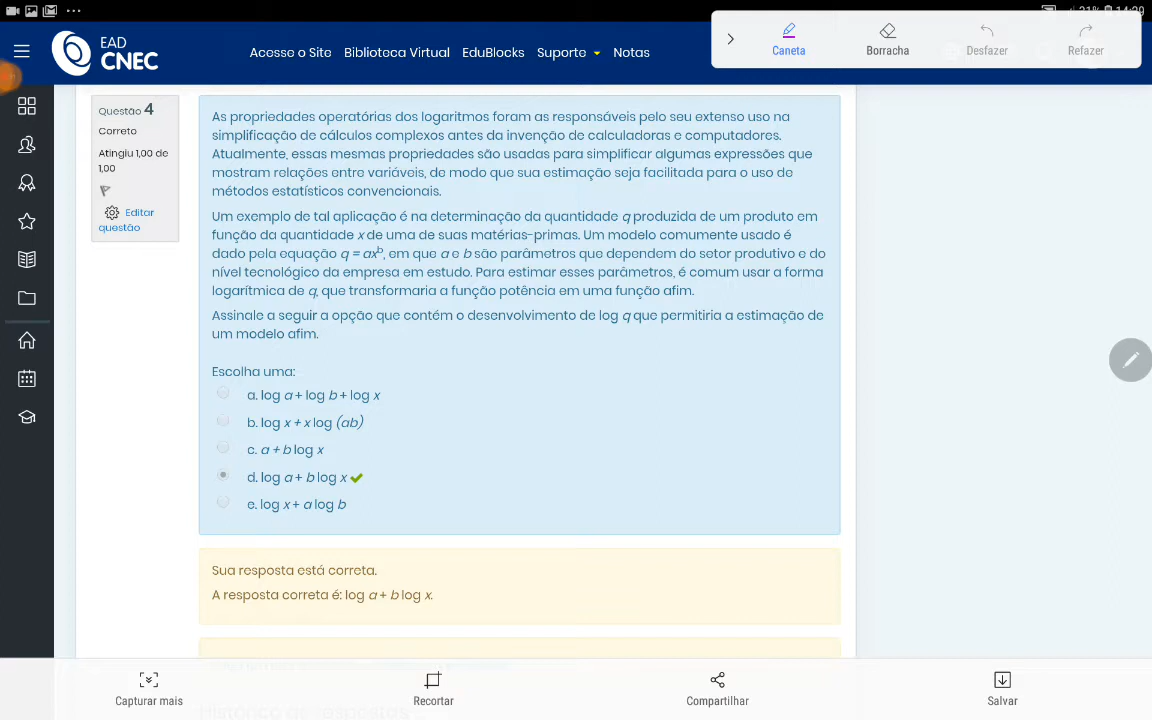 EAD
CNEC
Acesse o Site Biblioteca Virtual EduBlocks Suporte Notas
Caneta Borracha Desfazer Refazer
Questão 4
Correto
Atingiu 1,00 de
1,00
Editar
questão
As propriedades operatórias dos logaritmos foram as responsáveis pelo seu extenso uso na
simplificação de cálculos complexos antes da invenção de calculadoras e computadores.
Atualmente, essas mesmas propriedades são usadas para simplificar algumas expressões que
mostram relações entre variáveis, de modo que sua estimação seja facilitada para o uso de
métodos estatísticos convencionais.
Um exemplo de tal aplicação é na determinação da quantidade q produzida de um produto em
função da quantidade x de uma de suas matérias-primas. Um modelo comumente usado é
dado pela equação q = ax^b, em que a e b são parâmetros que dependem do setor produtivo e do
nível tecnológico da empresa em estudo. Para estimar esses parâmetros, é comum usar a forma
logarítmica de q, que transformaria a função potência em uma função afim.
Assinale a seguir a opção que contém o desenvolvimento de log q que permitiria a estimação de
um modelo afim.
Escolha uma:
a. log a + log b + log x
b. log x + x log (ab)
c. a + b log x
d. log a + b log x
e. log x + a log b
Sua resposta está correta.
A resposta correta é: log a + b log x.
Capturar mais Recortar Compartilhar Salvar